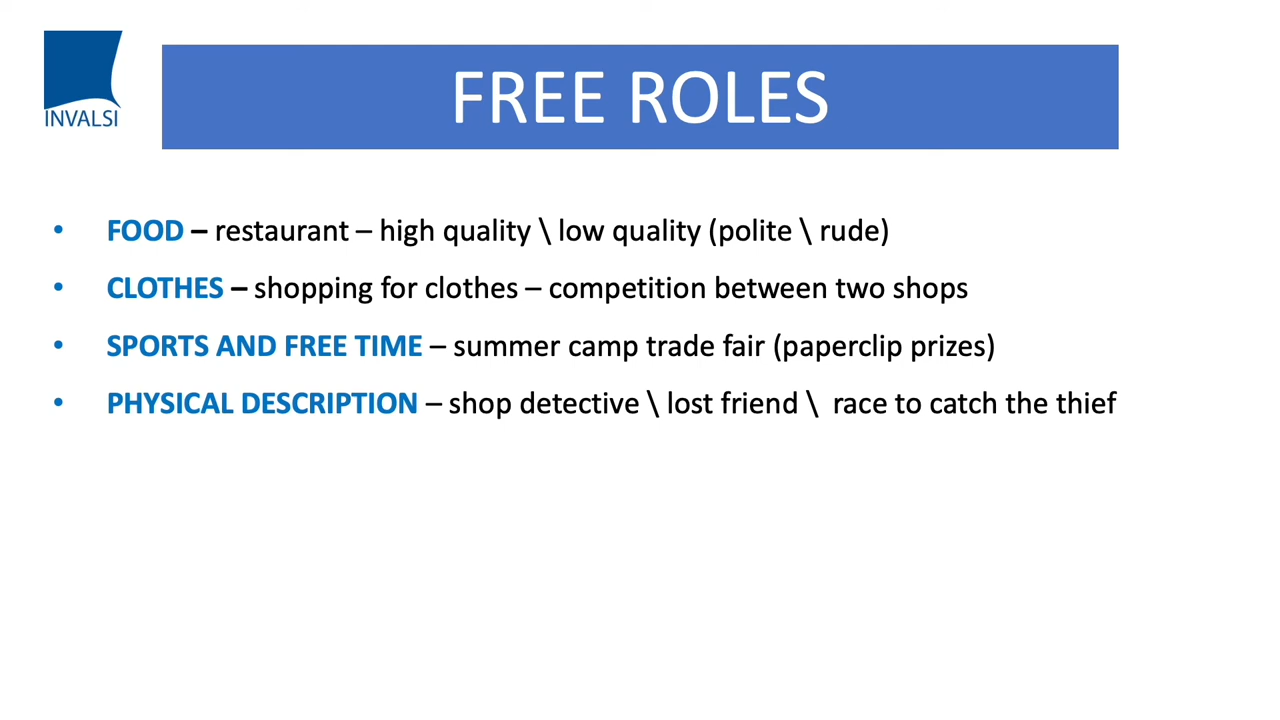 INVALSI
FREE ROLES
• FOOD – restaurant – high quality \ low quality (polite \ rude)
• CLOTHES – shopping for clothes – competition between two shops
• SPORTS AND FREE TIME – summer camp trade fair (paperclip prizes)
• PHYSICAL DESCRIPTION – shop detective \ lost friend \ race to catch the thief